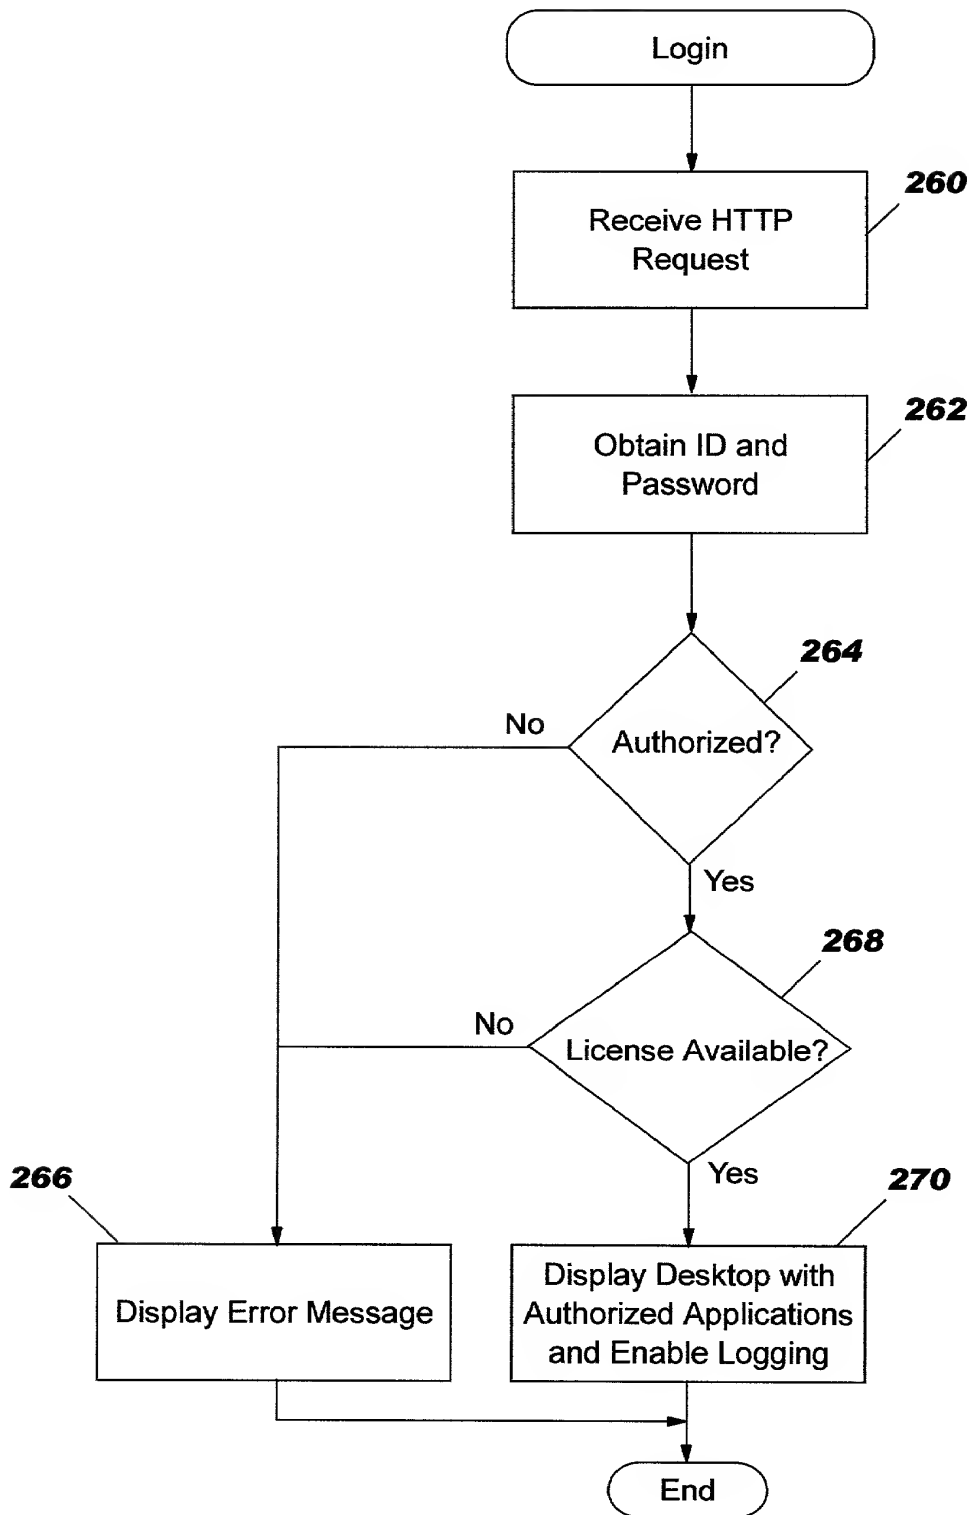 Login
260
Receive HTTP
Request
262
Obtain ID and
Password
264
No
Authorized?
Yes
268
No
License Available?
Yes
266
270
Display Error Message
Display Desktop with
Authorized Applications
and Enable Logging
End